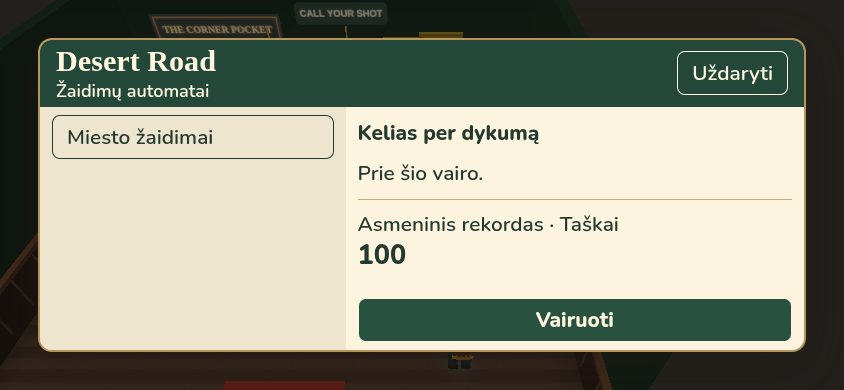 CALL YOUR SHOT
THE CORNER POCKET
Desert Road
Žaidimų automatai
Uždaryti
Miesto žaidimai
Kelias per dykumą
Prie šio vairo.
Asmeninis rekordas · Taškai
100
Vairuoti